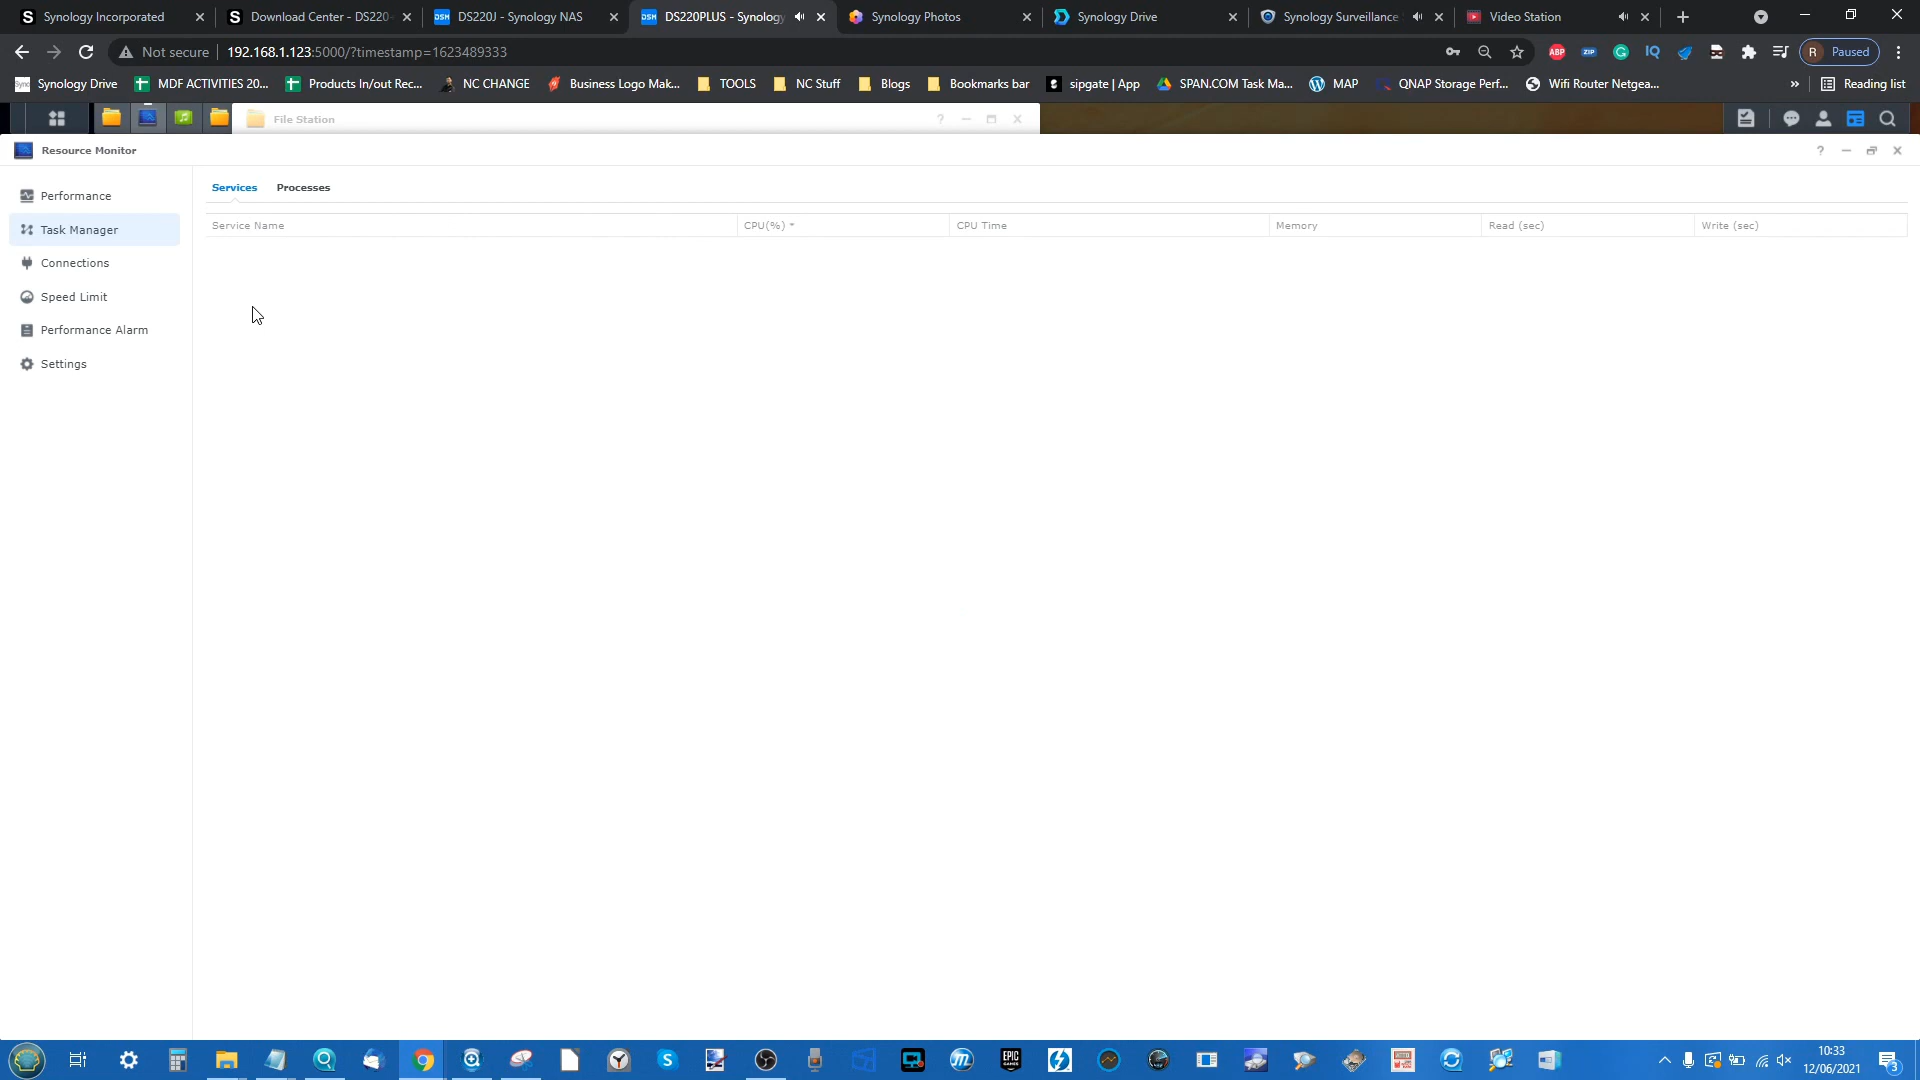 Synology Incorporated
Download Center - DS220
DS220J - Synology NAS
DS220PLUS - Synology
Synology Photos
Synology Drive
Synology Surveillance
Video Station
Not secure
192.168.1.123:5000/?timestamp=1623489333
Paused
Synology Drive
MDF ACTIVITIES 20...
Products In/out Rec...
NC CHANGE
Business Logo Mak...
TOOLS
NC Stuff
Blogs
Bookmarks bar
sipgate | App
SPAN.COM Task Ma...
MAP
QNAP Storage Perf...
Wifi Router Netgea...
»
Reading list
File Station
Resource Monitor
Performance
Task Manager
Connections
Speed Limit
Performance Alarm
Settings
Services
Processes
Service Name
CPU(%)
CPU Time
Memory
Read (sec)
Write (sec)
10:33
12/06/2021